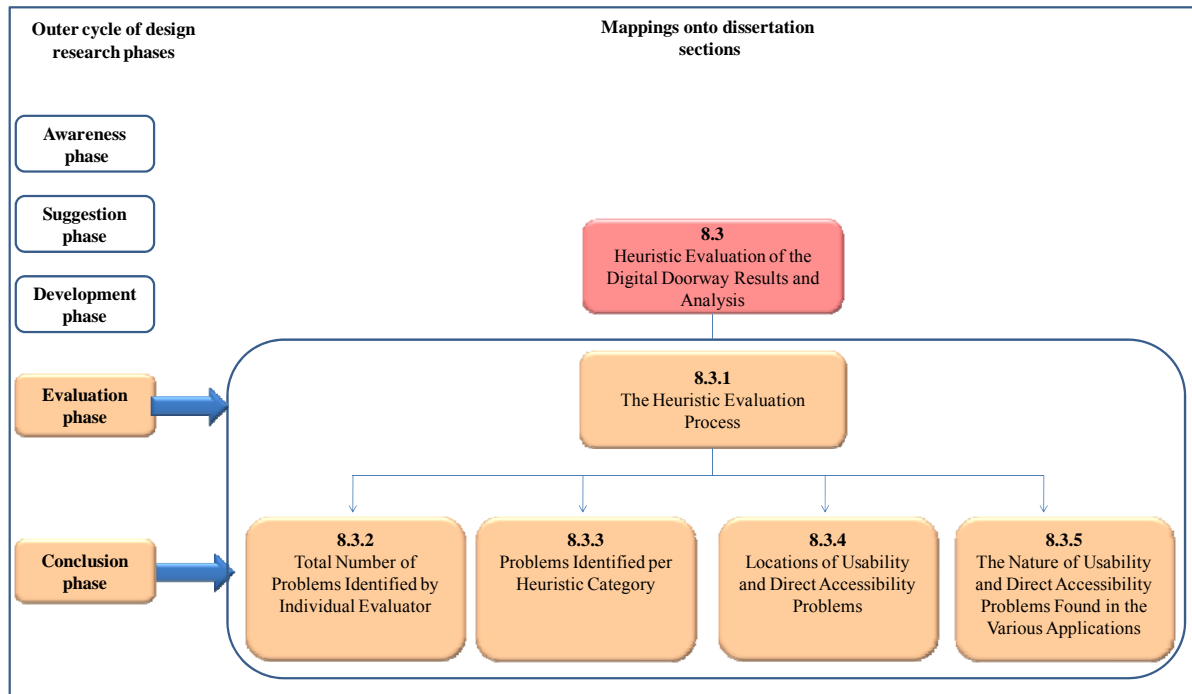 Outer cycle of design
research phases
Mappings onto dissertation
sections
Awareness
phase
Suggestion
phase
Development
phase
Evaluation
phase
Conclusion
phase
8.3
Heuristic Evaluation of the
Digital Doorway Results and
Analysis
8.3.1
The Heuristic Evaluation
Process
8.3.2
Total Number of
Problems Identified by
Individual Evaluator
8.3.3
Problems Identified per
Heuristic Category
8.3.4
Locations of Usability
and Direct Accessibility
Problems
8.3.5
The Nature of Usability
and Direct Accessibility
Problems Found in the
Various Applications